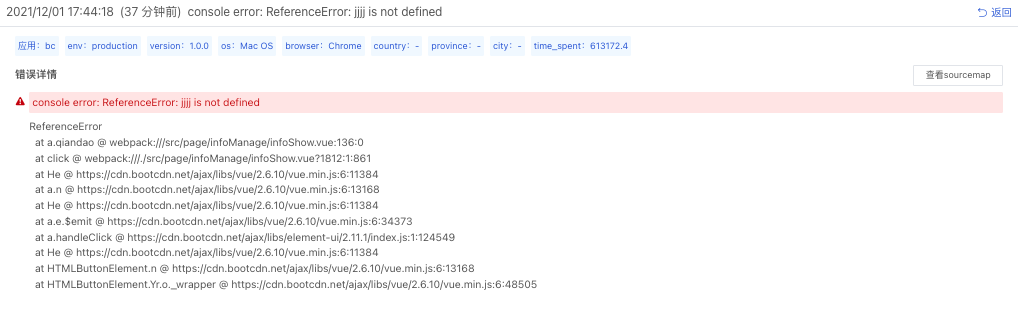 2021/12/01 17:44:18 (37 分钟前) console error: ReferenceError: jjjj is not defined 返回
应用：bc env：production version：1.0.0 os：Mac OS browser：Chrome country：- province：- city：- time_spent：613172.4
错误详情 查看sourcemap
console error: ReferenceError: jjjj is not defined
ReferenceError
at a.qiandao @ webpack:///src/page/infoManage/infoShow.vue:136:0
at click @ webpack:///./src/page/infoManage/infoShow.vue?1812:1:861
at He @ https://cdn.bootcdn.net/ajax/libs/vue/2.6.10/vue.min.js:6:11384
at a.n @ https://cdn.bootcdn.net/ajax/libs/vue/2.6.10/vue.min.js:6:13168
at He @ https://cdn.bootcdn.net/ajax/libs/vue/2.6.10/vue.min.js:6:11384
at a.e.$emit @ https://cdn.bootcdn.net/ajax/libs/vue/2.6.10/vue.min.js:6:34373
at a.handleClick @ https://cdn.bootcdn.net/ajax/libs/element-ui/2.11.1/index.js:1:124549
at He @ https://cdn.bootcdn.net/ajax/libs/vue/2.6.10/vue.min.js:6:11384
at HTMLButtonElement.n @ https://cdn.bootcdn.net/ajax/libs/vue/2.6.10/vue.min.js:6:13168
at HTMLButtonElement.Yr.o._wrapper @ https://cdn.bootcdn.net/ajax/libs/vue/2.6.10/vue.min.js:6:48505